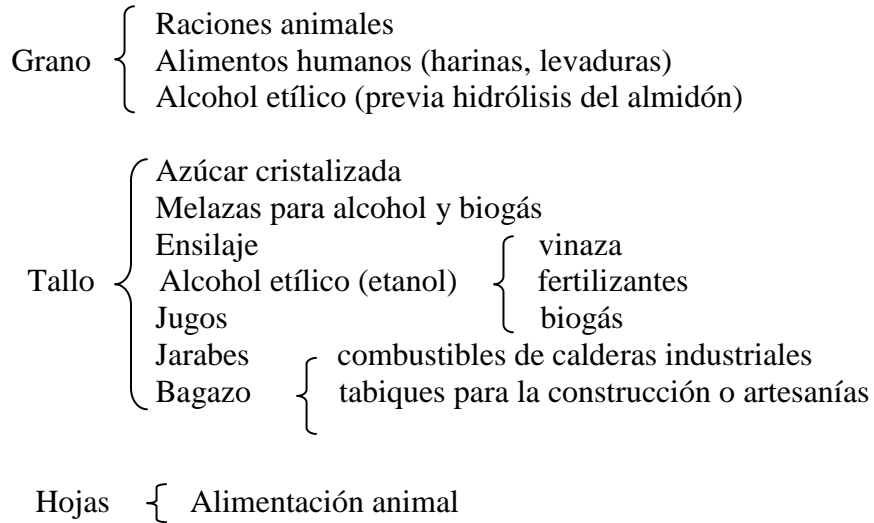 Raciones animales
Grano Alimentos humanos (harinas, levaduras)
Alcohol etílico (previa hidrólisis del almidón)
Azúcar cristalizada
Melazas para alcohol y biogás
Ensilaje vinaza
Tallo Alcohol etílico (etanol) fertilizantes
Jugos biogás
Jarabes combustibles de calderas industriales
Bagazo tabiques para la construcción o artesanías
Hojas Alimentación animal